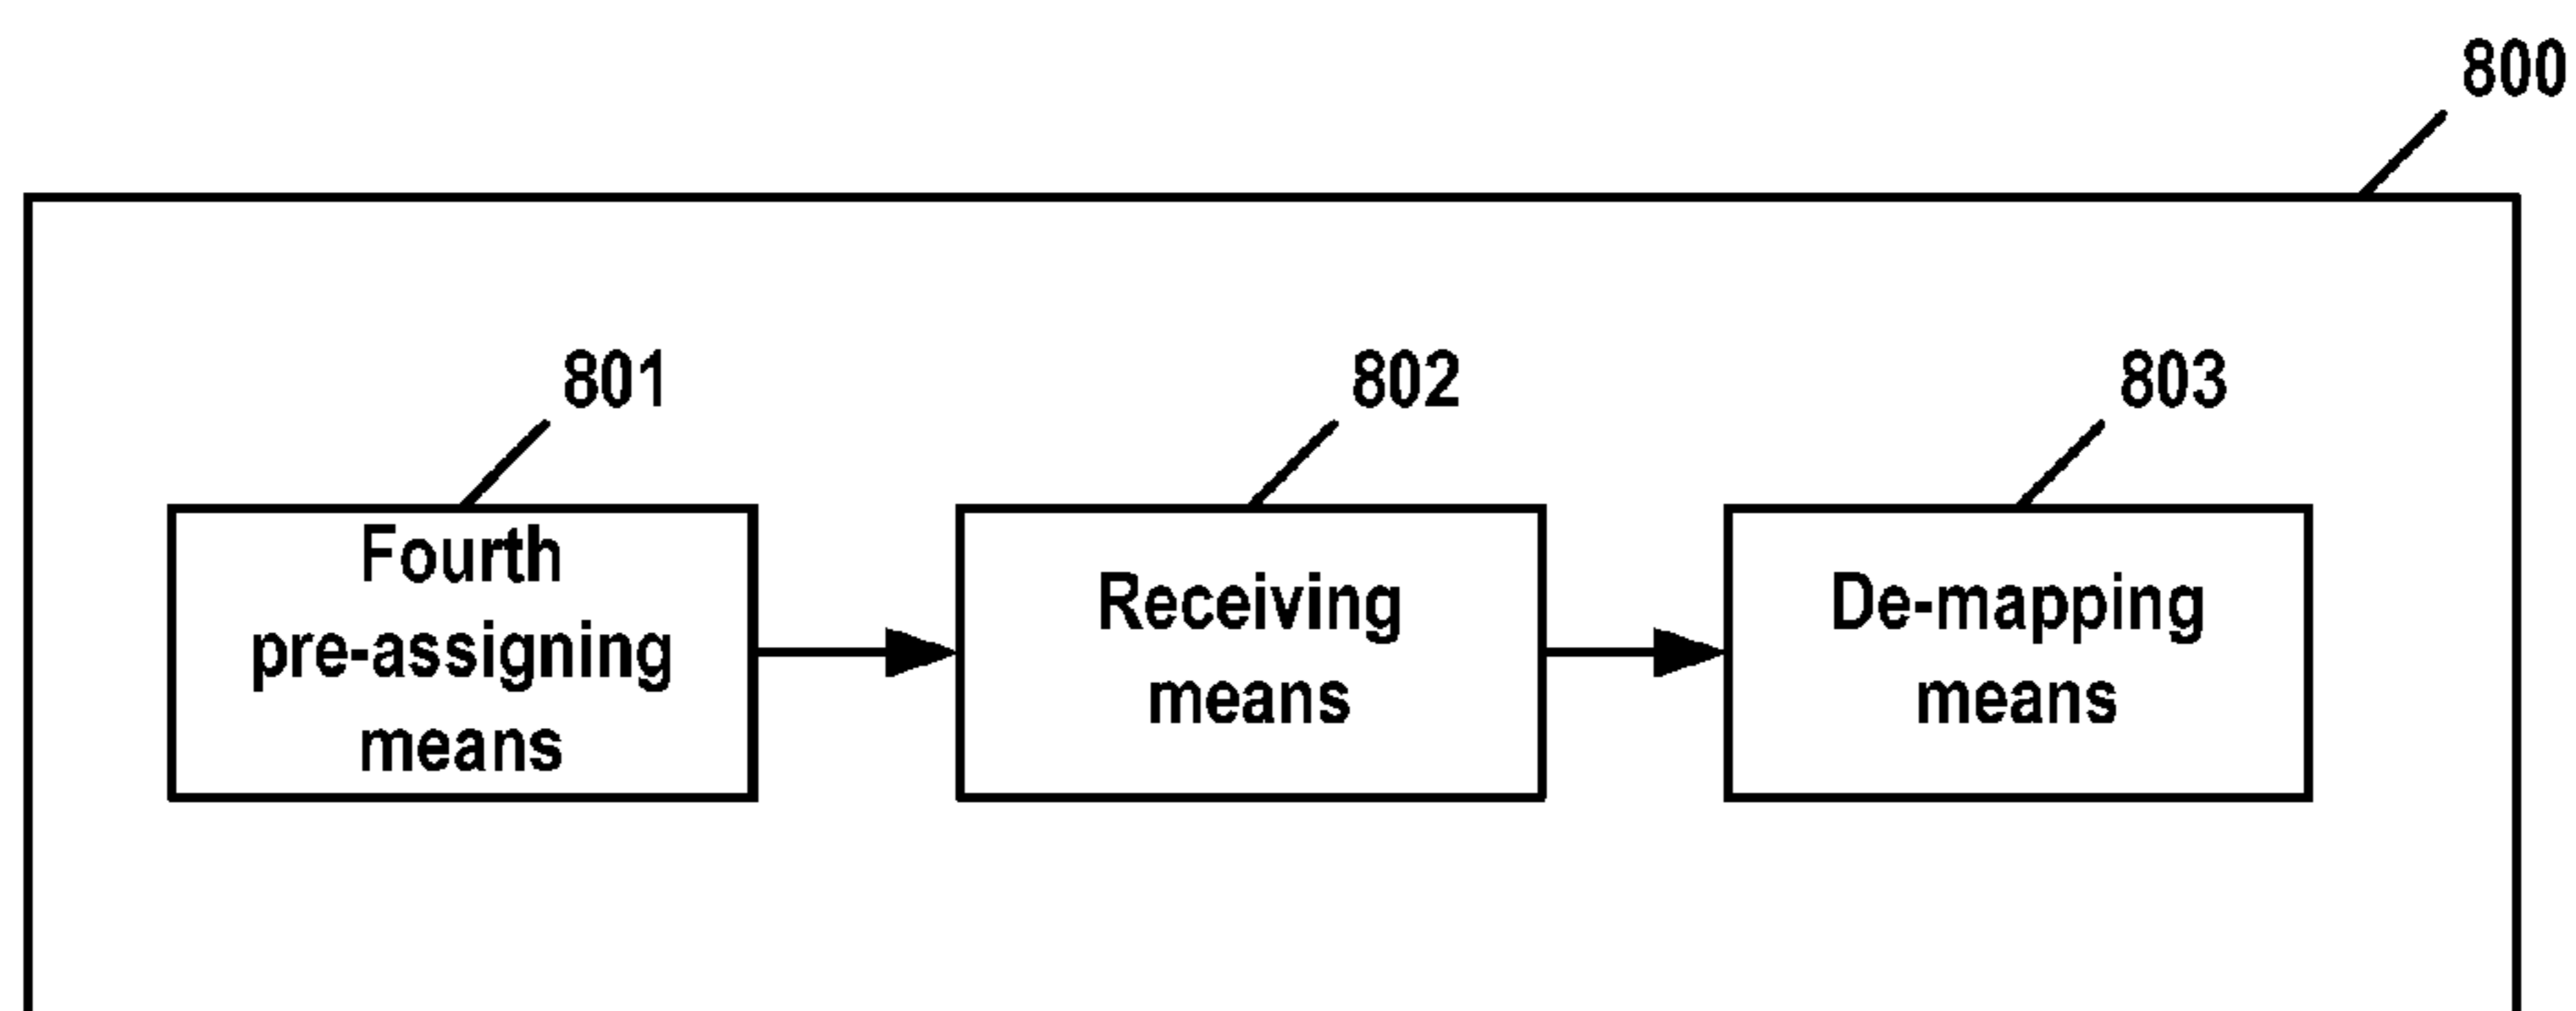 800
801
802
803
Fourth
pre-assigning
means
Receiving
means
De-mapping
means